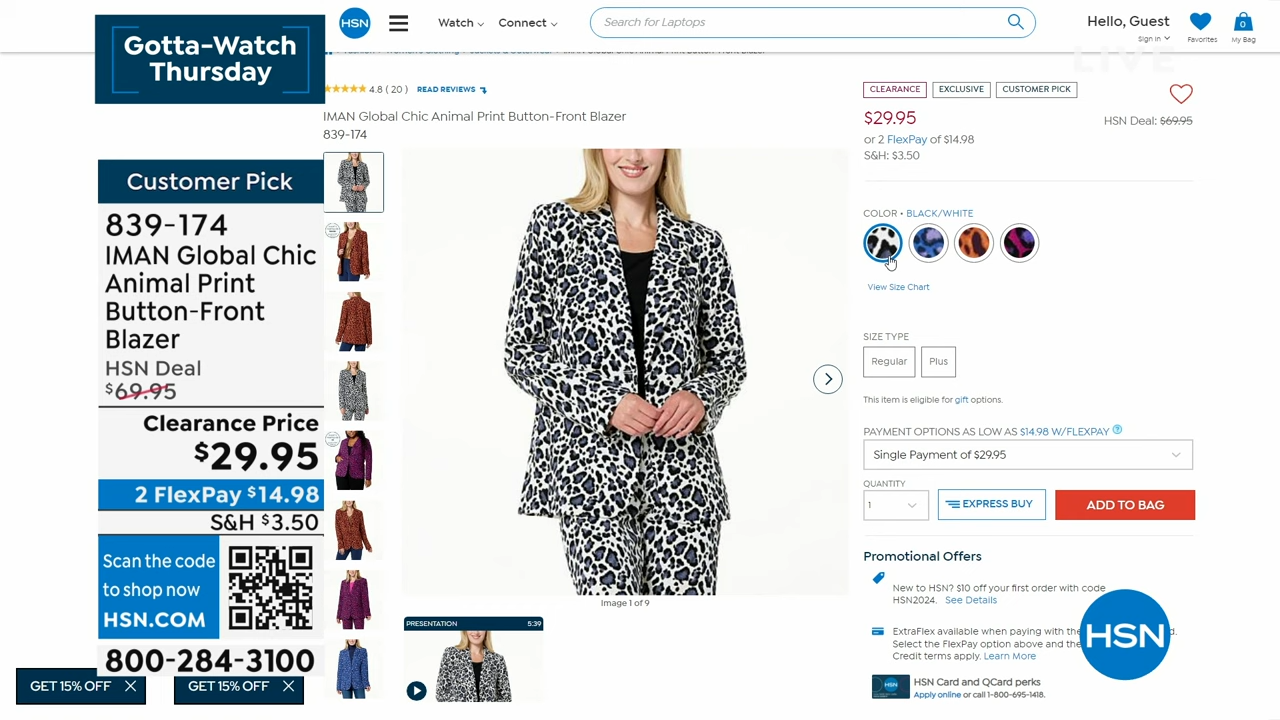 Gotta-Watch
Thursday
HSN
Watch
Connect
Search for Laptops
Hello, Guest
Sign In
Favorites
0
My Bag
LIVE
4.8 ( 20 )
READ REVIEWS
IMAN Global Chic Animal Print Button-Front Blazer
839-174
CLEARANCE
EXCLUSIVE
CUSTOMER PICK
$29.95
HSN Deal: $69.95
or 2 FlexPay of $14.98
S&H: $3.50
COLOR • BLACK/WHITE
View Size Chart
SIZE TYPE
Regular
Plus
This item is eligible for gift options.
PAYMENT OPTIONS AS LOW AS $14.98 W/FLEXPAY
Single Payment of $29.95
QUANTITY
1
EXPRESS BUY
ADD TO BAG
Promotional Offers
New to HSN? $10 off your first order with code
HSN2024. See Details
ExtraFlex available when paying with the
Select the FlexPay option above and the
Credit terms apply. Learn More
HSN
HSN
HSN Card and QCard perks
Apply online or call 1-800-695-1418.
Image 1 of 9
PRESENTATION
5:39
Customer Pick
839-174
IMAN Global Chic
Animal Print
Button-Front
Blazer
HSN Deal
$69.95
Clearance Price
$29.95
2 FlexPay $14.98
S&H $3.50
Scan the code
to shop now
HSN.COM
800-284-3100
GET 15% OFF
GET 15% OFF